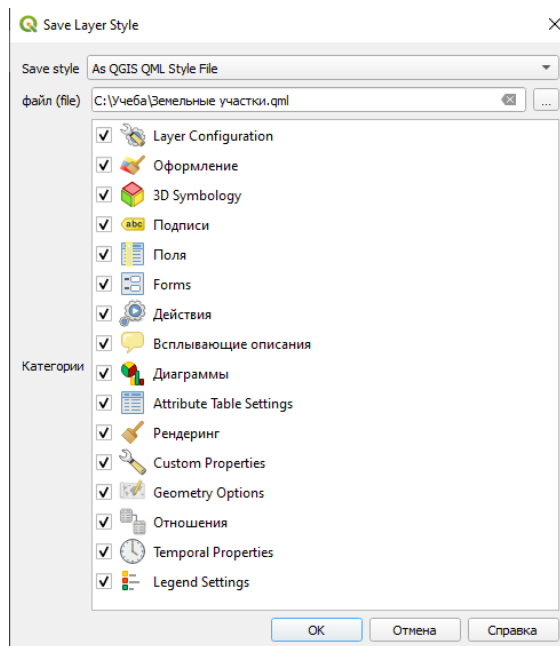 Save Layer Style
Save style As QGIS QML Style File
файл (file) C:\Учеба\Земельные участки.qml ...
Layer Configuration
Оформление
3D Symbology
abc Подписи
Поля
Forms
Действия
Всплывающие описания
Категории
Диаграммы
Attribute Table Settings
Рендеринг
Custom Properties
Geometry Options
Отношения
Temporal Properties
Legend Settings
OK Отмена Справка